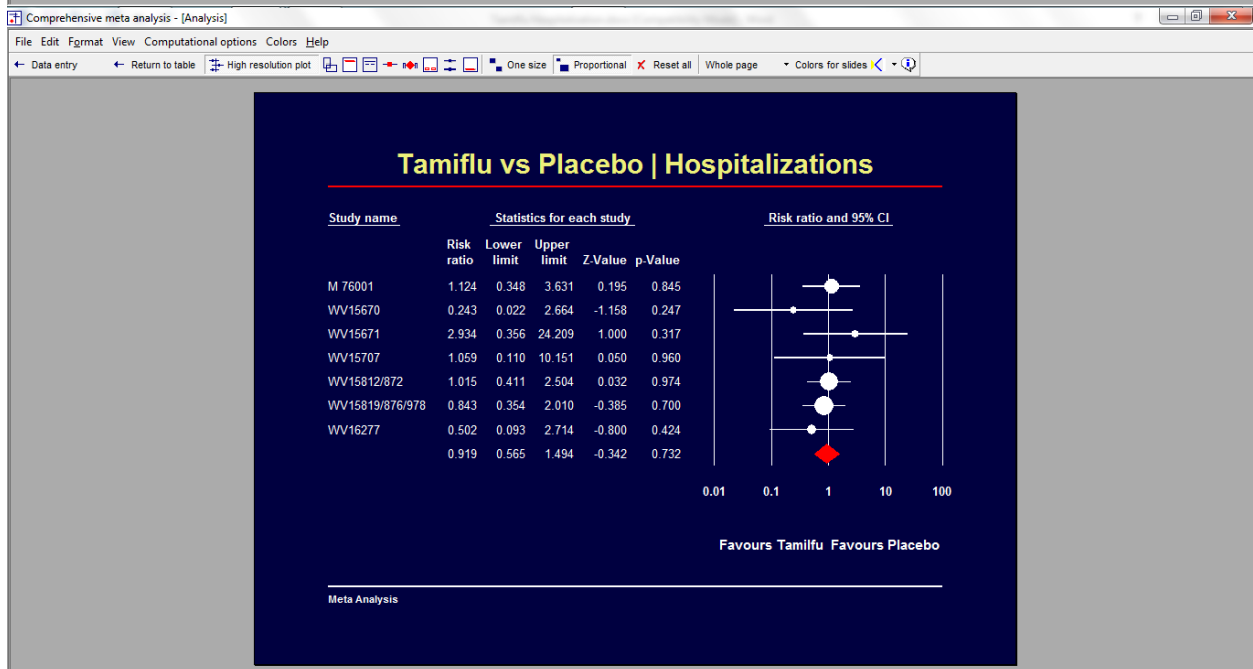 Comprehensive meta analysis - [Analysis]
File Edit Format View Computational options Colors Help
← Data entry ← Return to table High resolution plot One size Proportional Reset all Whole page Colors for slides
Tamiflu vs Placebo | Hospitalizations
Study name Statistics for each study Risk ratio and 95% CI
Risk Lower Upper
ratio limit limit Z-Value p-Value
M 76001 1.124 0.348 3.631 0.195 0.845
WV15670 0.243 0.022 2.664 -1.158 0.247
WV15671 2.934 0.356 24.209 1.000 0.317
WV15707 1.059 0.110 10.151 0.050 0.960
WV15812/872 1.015 0.411 2.504 0.032 0.974
WV15819/876/978 0.843 0.354 2.010 -0.385 0.700
WV16277 0.502 0.093 2.714 -0.800 0.424
0.919 0.565 1.494 -0.342 0.732
0.01 0.1 1 10 100
Favours Tamilfu Favours Placebo
Meta Analysis